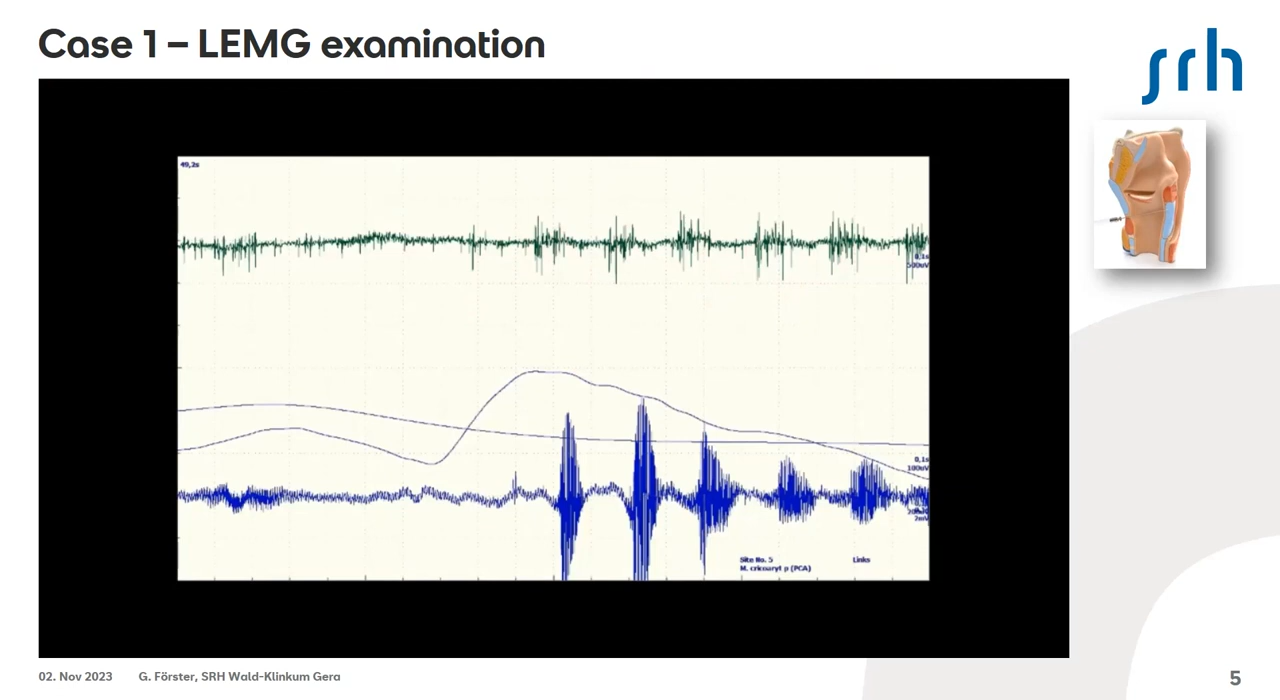 Case 1 – LEMG examination
srh
49,2s
0,1s
500uV
0,1s
100uV
2mV
Site No. 5
Links
M. cricoaryt p (PCA)
02. Nov 2023
G. Förster, SRH Wald-Klinkum Gera
5